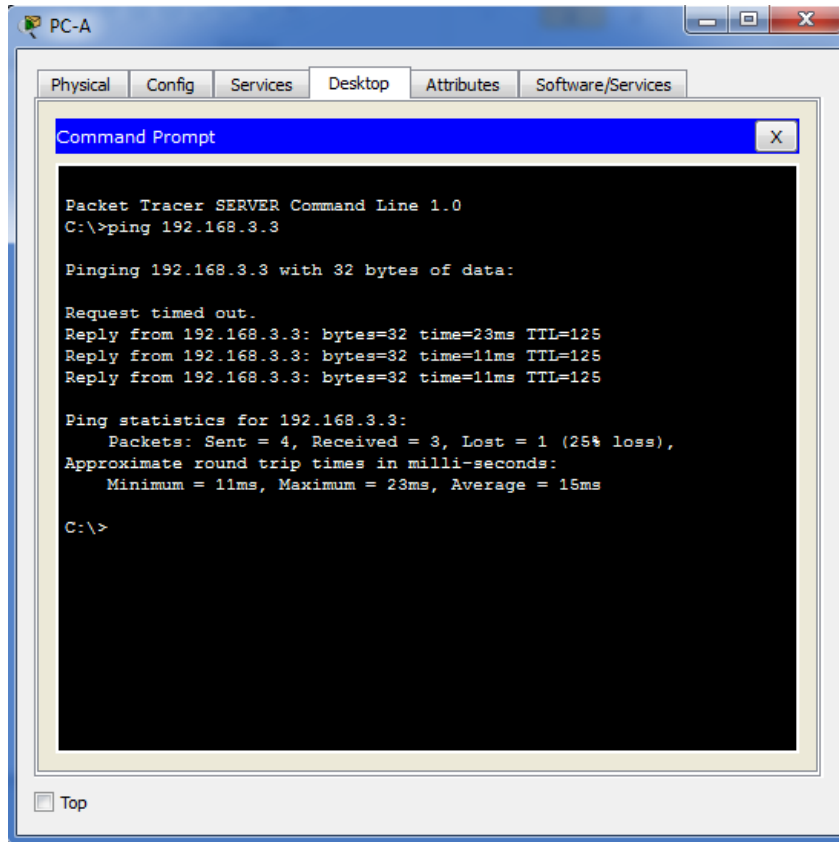 PC-A
Physical Config Services Desktop Attributes Software/Services
Command Prompt X
Packet Tracer SERVER Command Line 1.0
C:\>ping 192.168.3.3
Pinging 192.168.3.3 with 32 bytes of data:
Request timed out.
Reply from 192.168.3.3: bytes=32 time=23ms TTL=125
Reply from 192.168.3.3: bytes=32 time=11ms TTL=125
Reply from 192.168.3.3: bytes=32 time=11ms TTL=125
Ping statistics for 192.168.3.3:
Packets: Sent = 4, Received = 3, Lost = 1 (25% loss),
Approximate round trip times in milli-seconds:
Minimum = 11ms, Maximum = 23ms, Average = 15ms
C:\>
Top